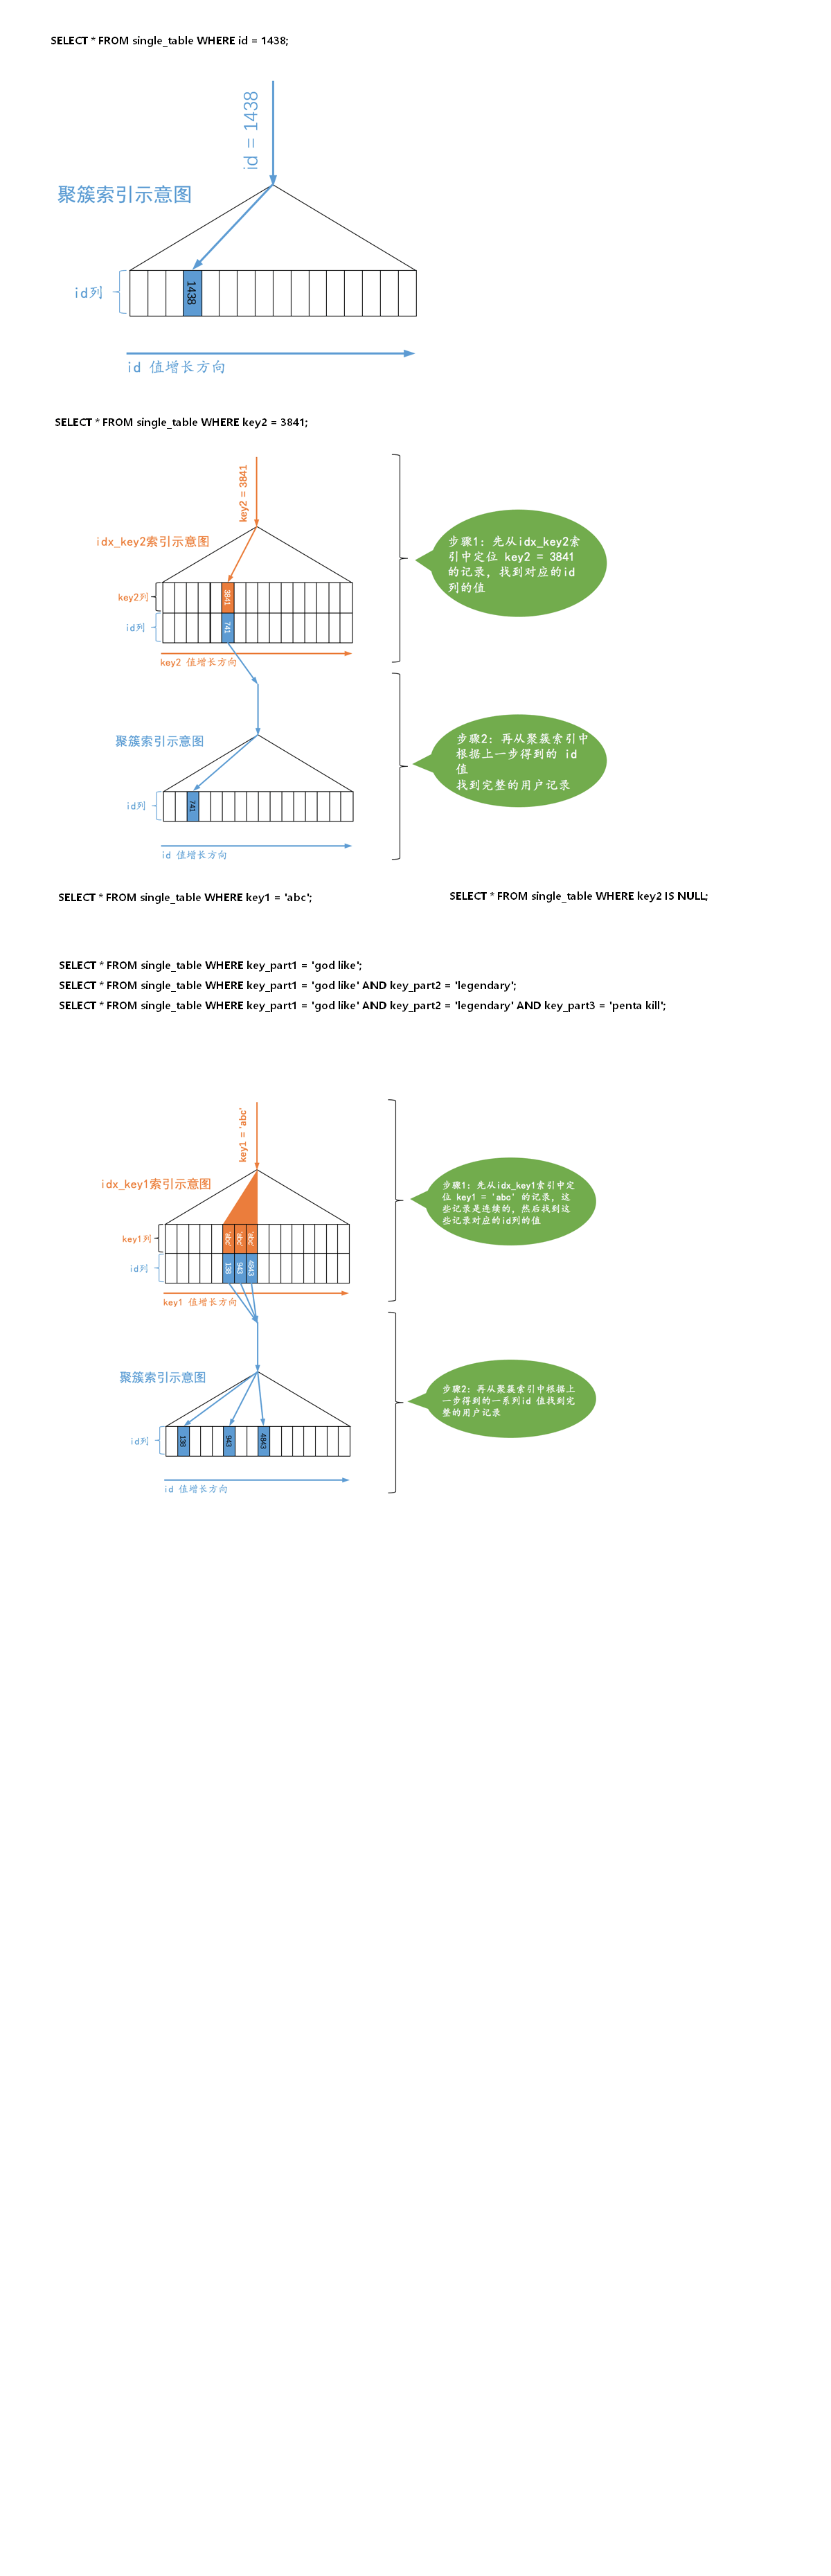 SELECT * FROM single_table WHERE id = 1438;
id = 1438
聚簇索引示意图
id列
1438
id 值增长方向
SELECT * FROM single_table WHERE key2 = 3841;
key2 = 3841
idx_key2索引示意图
key2列
3841
id列
741
key2 值增长方向
步骤1：先从idx_key2索
引中定位 key2 = 3841
的记录，找到对应的id
列的值
聚簇索引示意图
id列
741
id 值增长方向
步骤2：再从聚簇索引中
根据上一步得到的 id
值
找到完整的用户记录
SELECT * FROM single_table WHERE key1 = 'abc';
SELECT * FROM single_table WHERE key2 IS NULL;
SELECT * FROM single_table WHERE key_part1 = 'god like';
SELECT * FROM single_table WHERE key_part1 = 'god like' AND key_part2 = 'legendary';
SELECT * FROM single_table WHERE key_part1 = 'god like' AND key_part2 = 'legendary' AND key_part3 = 'penta kill';
key1 = 'abc'
idx_key1索引示意图
key1列
'abc'
'abc'
'abc'
id列
138
943
4843
key1 值增长方向
步骤1：先从idx_key1索引中定
位 key1 = 'abc' 的记录，这
些记录是连续的，然后找到这
些记录对应的id列的值
聚簇索引示意图
id列
138
943
4843
id 值增长方向
步骤2：再从聚簇索引中根据上
一步得到的一系列id 值找到完
整的用户记录